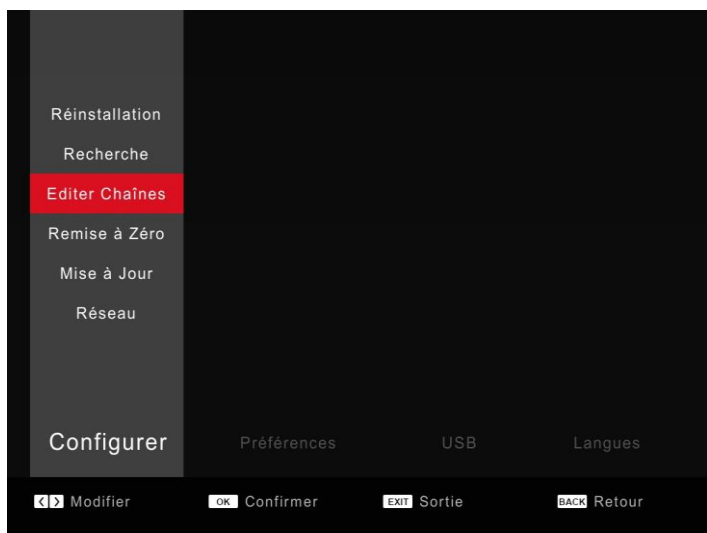 Réinstallation
Recherche
Editer Chaînes
Remise à Zéro
Mise à Jour
Réseau
Configurer Préférences USB Langues
< > Modifier OK Confirmer EXIT Sortie BACK Retour